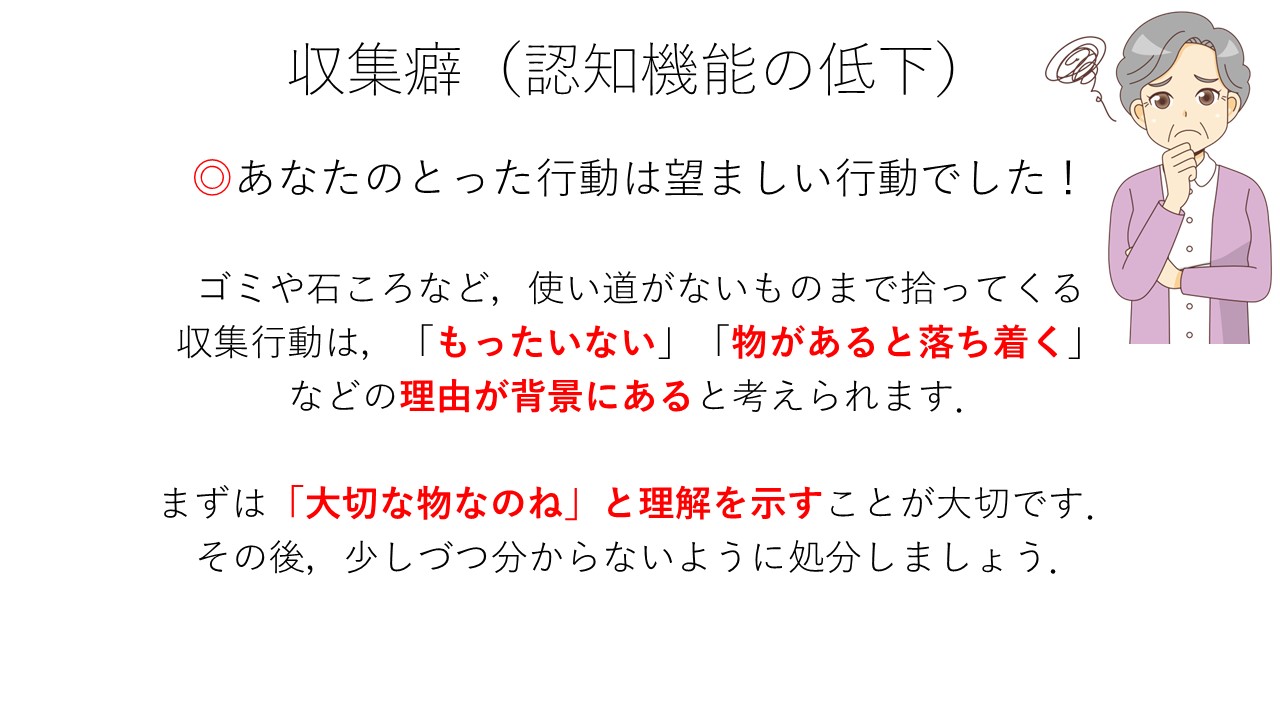 収集癖（認知機能の低下）
◎あなたのとった行動は望ましい行動でした！
ゴミや石ころなど，使い道がないものまで拾ってくる
収集行動は，「もったいない」「物があると落ち着く」
などの理由が背景にあると考えられます．
まずは「大切な物なのね」と理解を示すことが大切です．
その後，少しづつ分からないように処分しましょう．